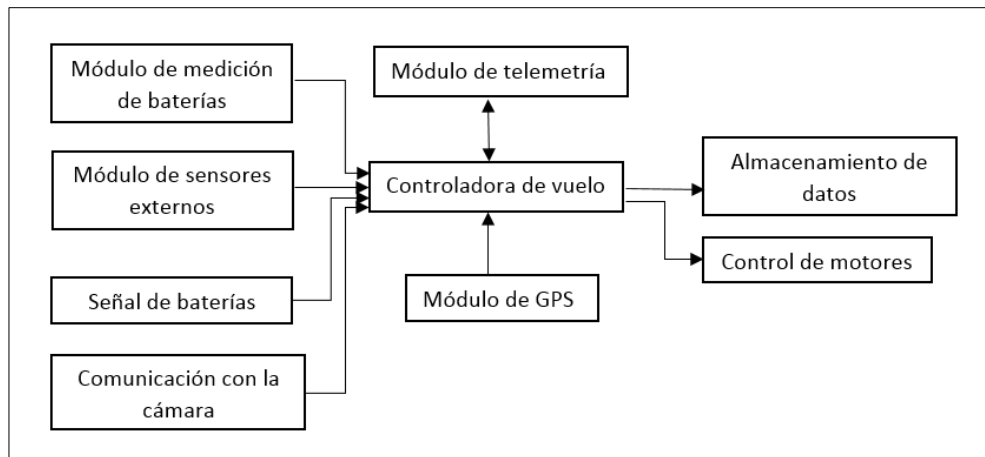 Módulo de medición
de baterías
Módulo de telemetría
Módulo de sensores
externos
Controladora de vuelo
Almacenamiento de
datos
Control de motores
Señal de baterías
Módulo de GPS
Comunicación con la
cámara